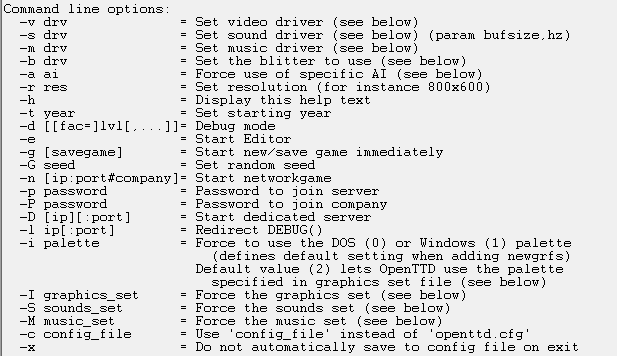 Command line options:
  -v drv              = Set video driver (see below)
  -s drv              = Set sound driver (see below) (param bufsize,hz)
  -m drv              = Set music driver (see below)
  -b drv              = Set the blitter to use (see below)
  -a ai               = Force use of specific AI (see below)
  -r res              = Set resolution (for instance 800x600)
  -h                  = Display this help text
  -t year             = Set starting year
  -d [[fac=]lvl[,...]]= Debug mode
  -e                  = Start Editor
  -g [savegame]       = Start new/save game immediately
  -G seed             = Set random seed
  -n [ip:port#company]= Start networkgame
  -p password         = Password to join server
  -P password         = Password to join company
  -D [ip][:port]      = Start dedicated server
  -l ip[:port]        = Redirect DEBUG()
  -i palette          = Force to use the DOS (0) or Windows (1) palette
                          (defines default setting when adding newgrfs)
                        Default value (2) lets OpenTTD use the palette
                          specified in graphics set file (see below)
  -I graphics_set     = Force the graphics set (see below)
  -S sounds_set       = Force the sounds set (see below)
  -M music_set        = Force the music set (see below)
  -c config_file      = Use 'config_file' instead of 'openttd.cfg'
  -x                  = Do not automatically save to config file on exit